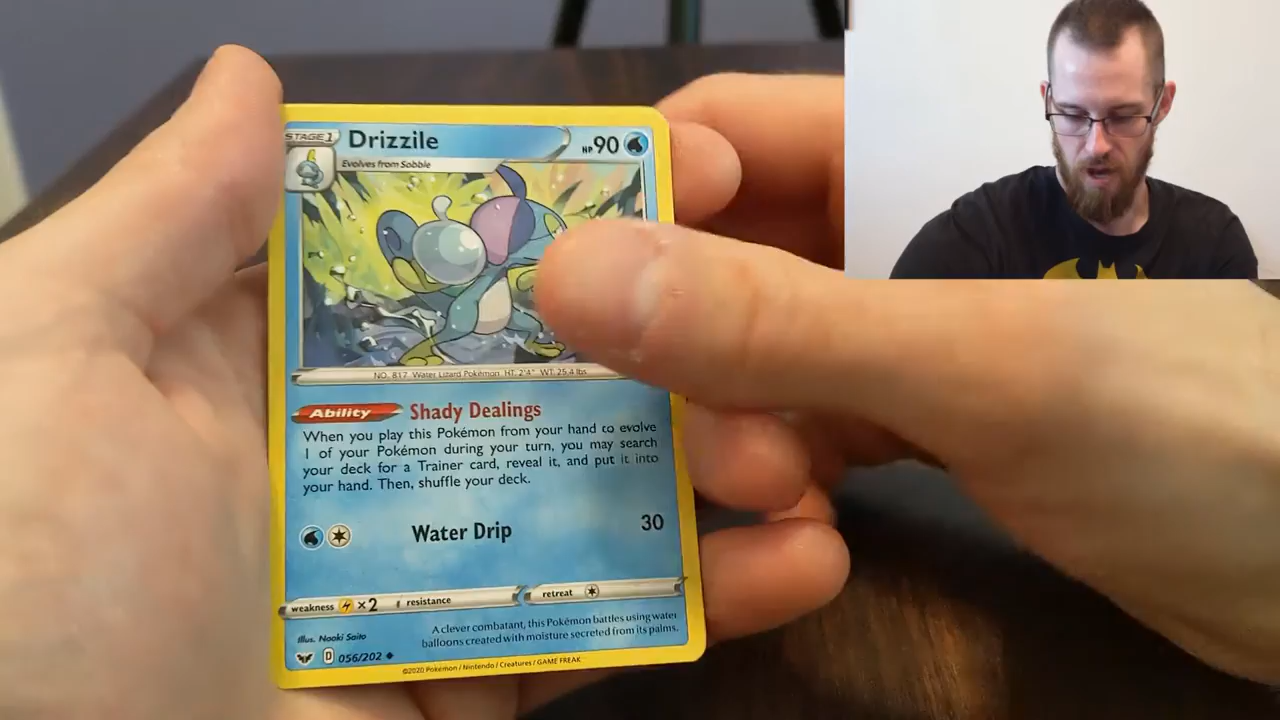 STAGE 1 Drizzile HP 90
Evolves from Sobble
NO. 817 Water Lizard Pokémon HT: 2'4" WT: 25.4 lbs
Ability Shady Dealings
When you play this Pokémon from your hand to evolve
1 of your Pokémon during your turn, you may search
your deck for a Trainer card, reveal it, and put it into
your hand. Then, shuffle your deck.
Water Drip 30
weakness ×2 resistance retreat
Illus. Naoki Saito
A clever combatant, this Pokémon battles using water
balloons created with moisture secreted from its palms.
D 056/202
©2020 Pokémon / Nintendo / Creatures / GAME FREAK